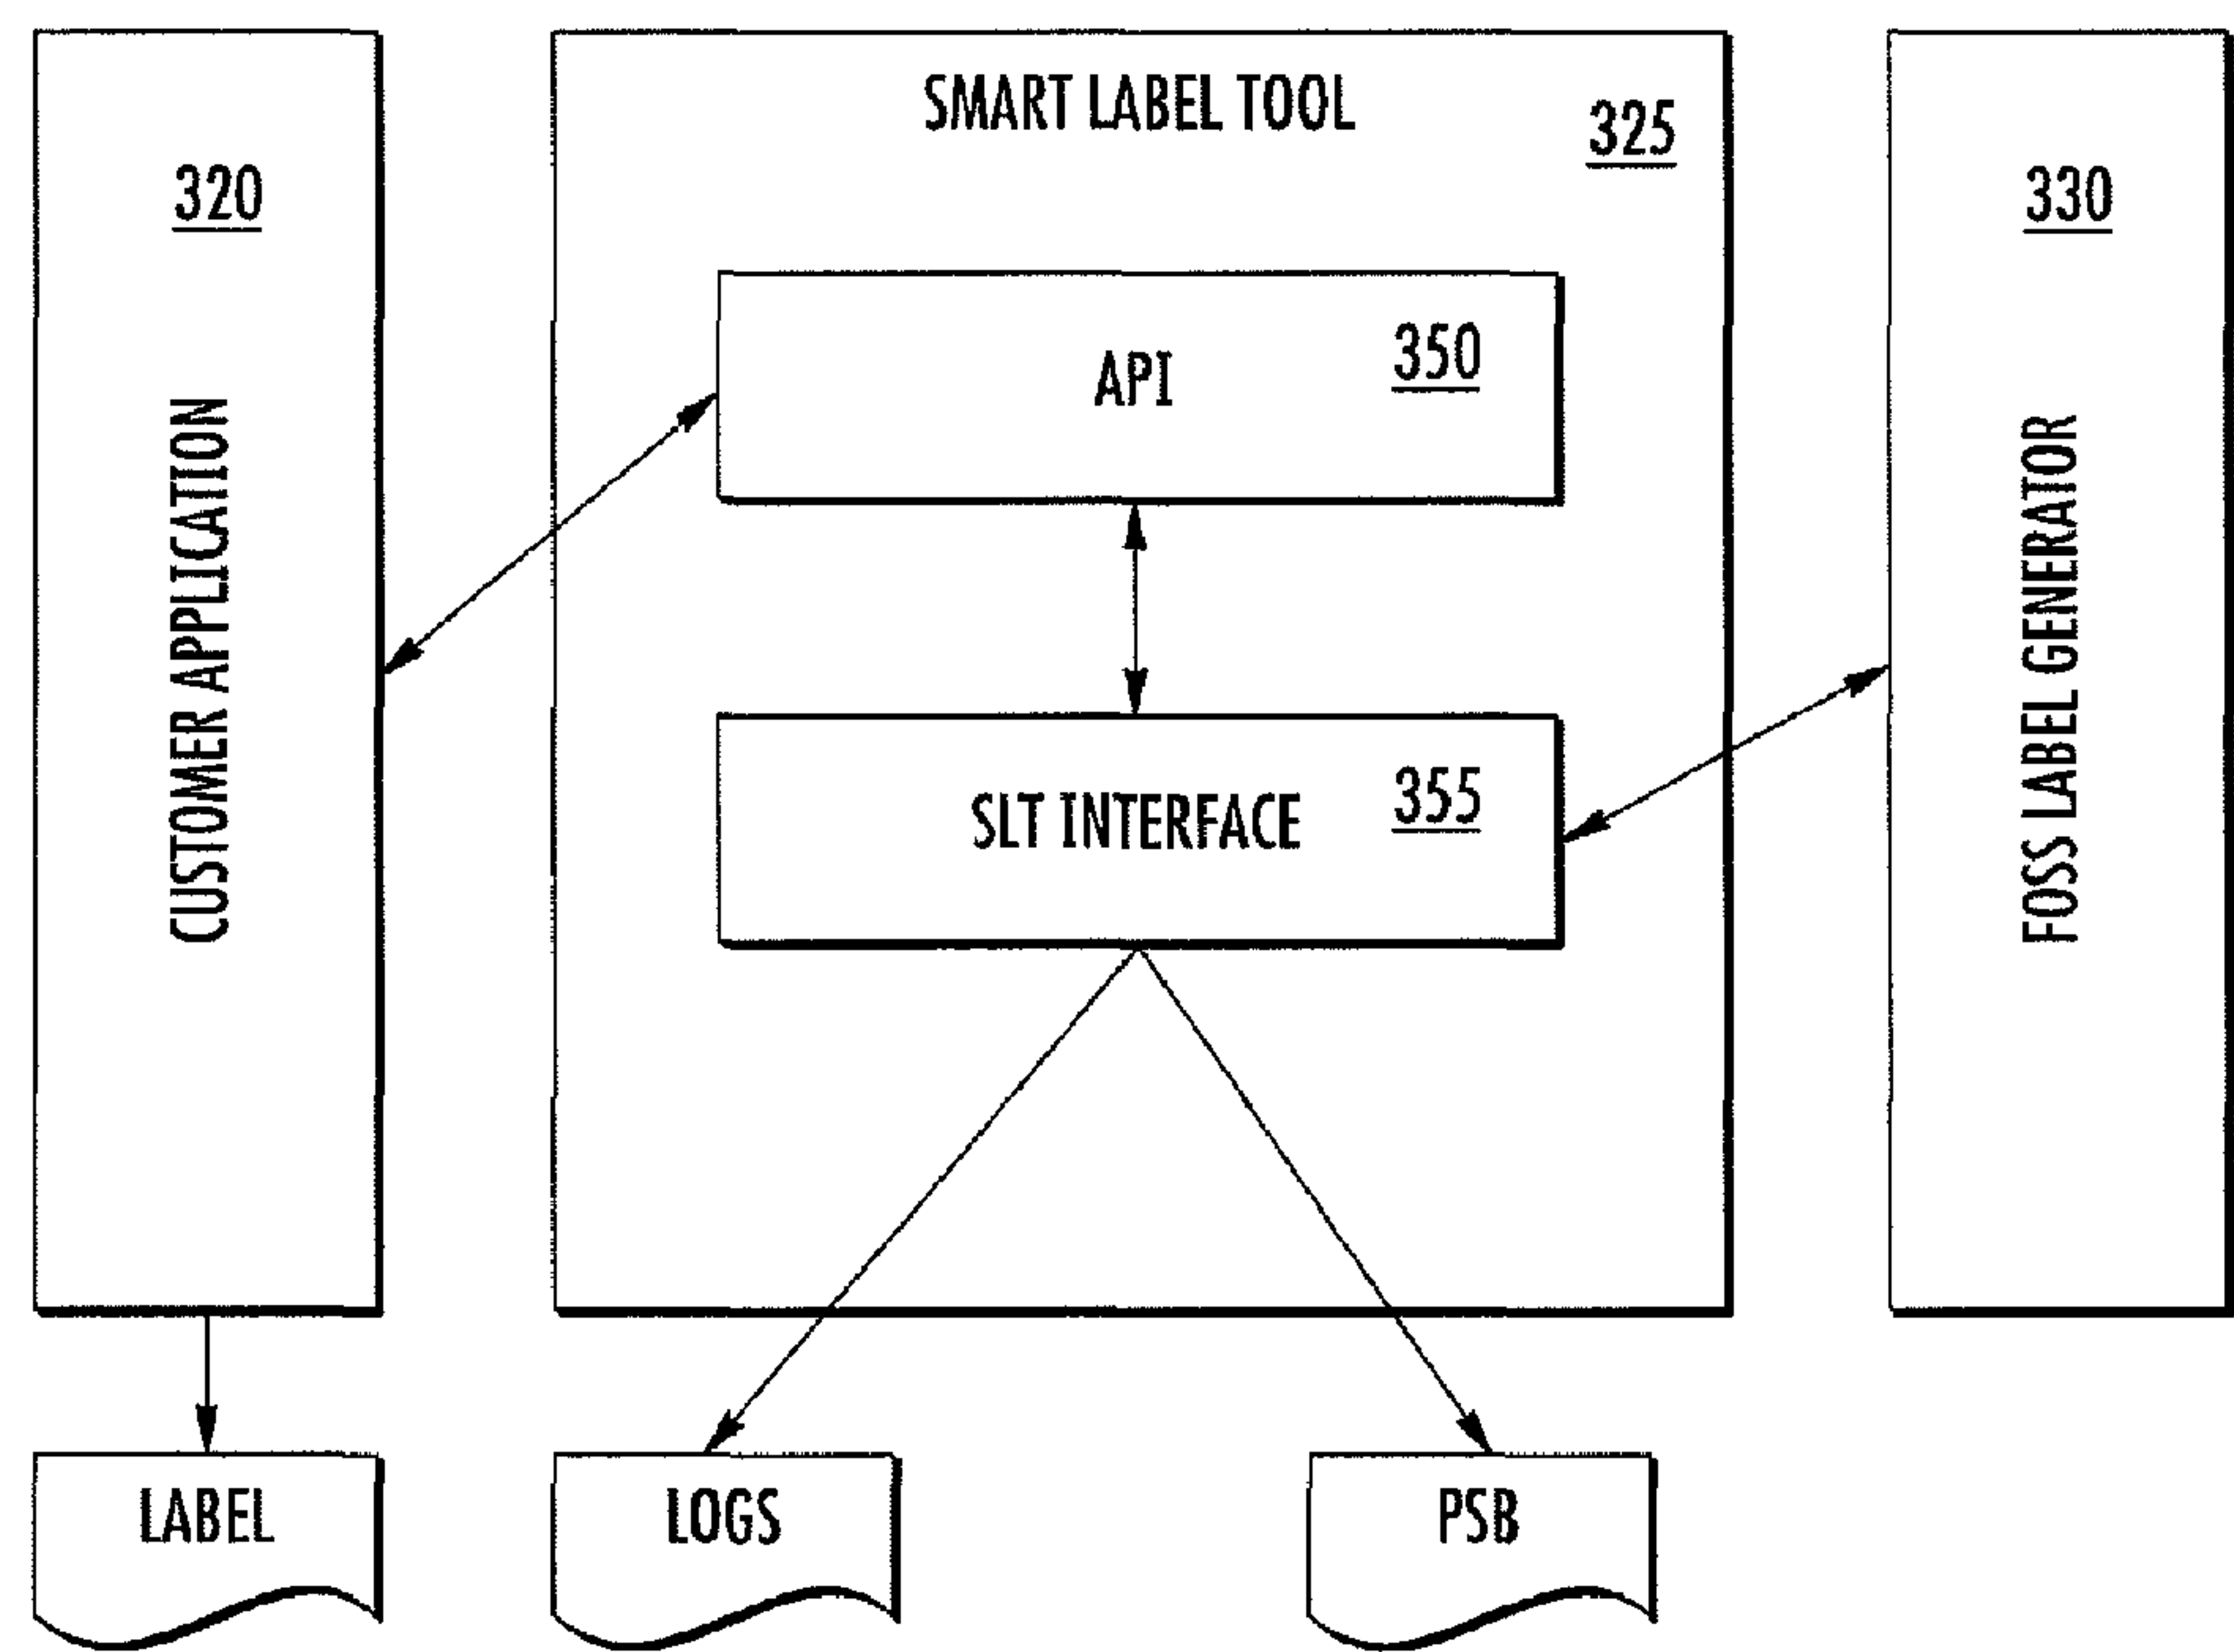 SMART LABEL TOOL
325
320
CUSTOMER APPLICATION
API
350
SLT INTERFACE
355
330
FOSS LABEL GENERATOR
LABEL
LOGS
PSB